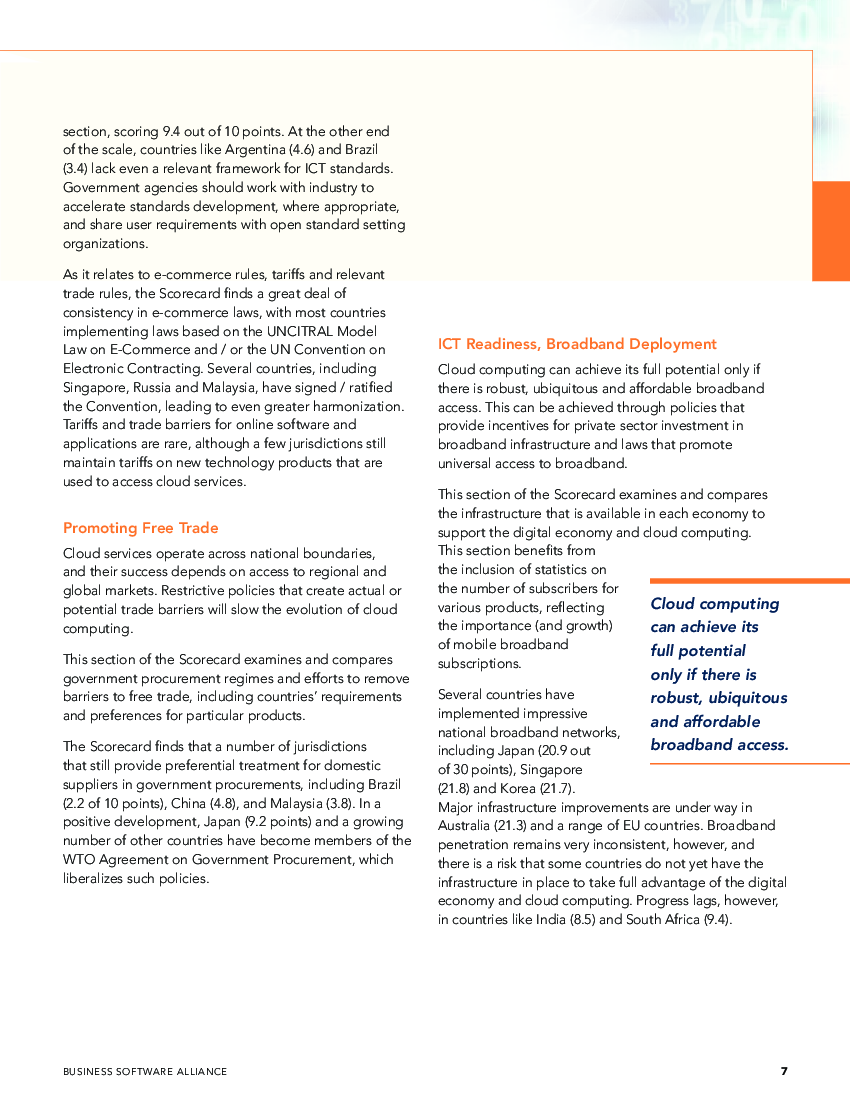 section, scoring 9.4 out of 10 points. At the other end
of the scale, countries like Argentina (4.6) and Brazil
(3.4) lack even a relevant framework for ICT standards.
Government agencies should work with industry to
accelerate standards development, where appropriate,
and share user requirements with open standard setting
organizations.
As it relates to e-commerce rules, tariffs and relevant
trade rules, the Scorecard finds a great deal of
consistency in e-commerce laws, with most countries
implementing laws based on the UNCITRAL Model
Law on E-Commerce and / or the UN Convention on
Electronic Contracting. Several countries, including
Singapore, Russia and Malaysia, have signed / ratified
the Convention, leading to even greater harmonization.
Tariffs and trade barriers for online software and
applications are rare, although a few jurisdictions still
maintain tariffs on new technology products that are
used to access cloud services.
Promoting Free Trade
Cloud services operate across national boundaries,
and their success depends on access to regional and
global markets. Restrictive policies that create actual or
potential trade barriers will slow the evolution of cloud
computing.
This section of the Scorecard examines and compares
government procurement regimes and efforts to remove
barriers to free trade, including countries’ requirements
and preferences for particular products.
The Scorecard finds that a number of jurisdictions
that still provide preferential treatment for domestic
suppliers in government procurements, including Brazil
(2.2 of 10 points), China (4.8), and Malaysia (3.8). In a
positive development, Japan (9.2 points) and a growing
number of other countries have become members of the
WTO Agreement on Government Procurement, which
liberalizes such policies.
ICT Readiness, Broadband Deployment
Cloud computing can achieve its full potential only if
there is robust, ubiquitous and affordable broadband
access. This can be achieved through policies that
provide incentives for private sector investment in
broadband infrastructure and laws that promote
universal access to broadband.
This section of the Scorecard examines and compares
the infrastructure that is available in each economy to
support the digital economy and cloud computing.
This section benefits from
the inclusion of statistics on
the number of subscribers for
various products, reflecting
the importance (and growth)
of mobile broadband
subscriptions.
Several countries have
implemented impressive
national broadband networks,
including Japan (20.9 out
of 30 points), Singapore
(21.8) and Korea (21.7).
Major infrastructure improvements are under way in
Australia (21.3) and a range of EU countries. Broadband
penetration remains very inconsistent, however, and
there is a risk that some countries do not yet have the
infrastructure in place to take full advantage of the digital
economy and cloud computing. Progress lags, however,
in countries like India (8.5) and South Africa (9.4).
Cloud computing
can achieve its
full potential
only if there is
robust, ubiquitous
and affordable
broadband access.
BUSINESS SOFTWARE ALLIANCE
7